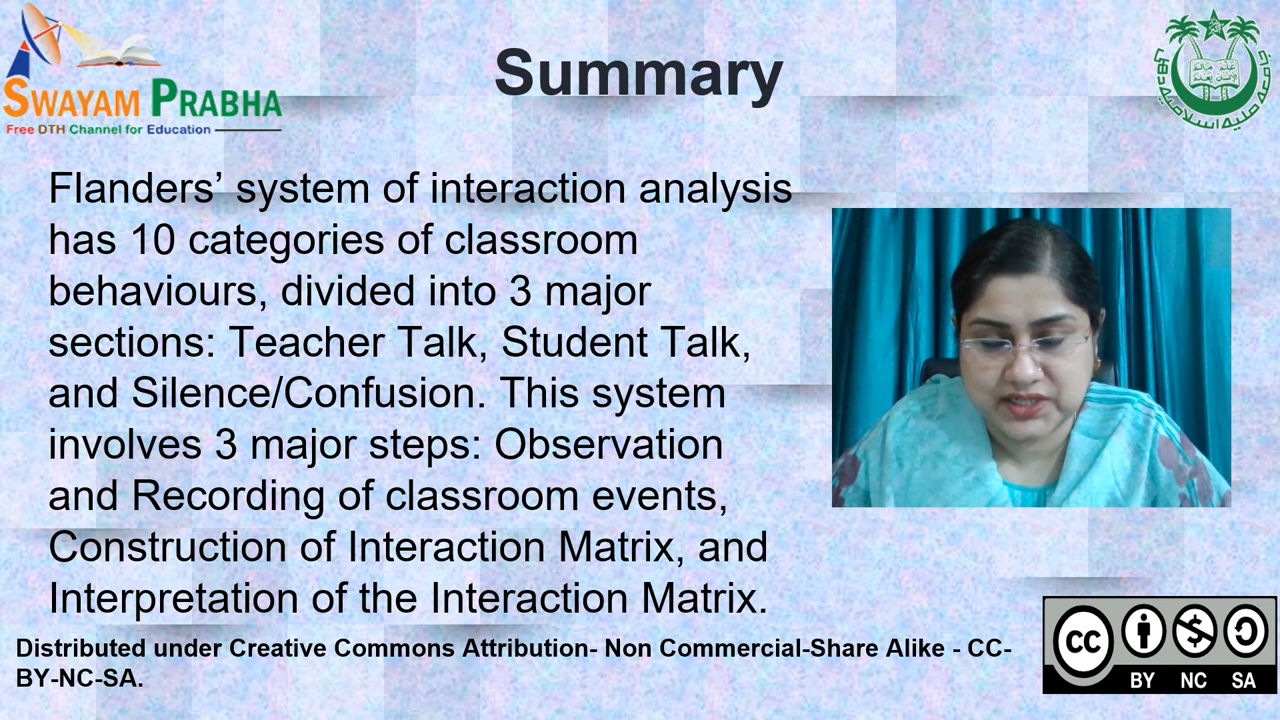 Summary
SWAYAM PRABHA
Free DTH Channel for Education
Flanders’ system of interaction analysis
has 10 categories of classroom
behaviours, divided into 3 major
sections: Teacher Talk, Student Talk,
and Silence/Confusion. This system
involves 3 major steps: Observation
and Recording of classroom events,
Construction of Interaction Matrix, and
Interpretation of the Interaction Matrix.
Distributed under Creative Commons Attribution- Non Commercial-Share Alike - CC-
BY-NC-SA.
CC
BY NC SA